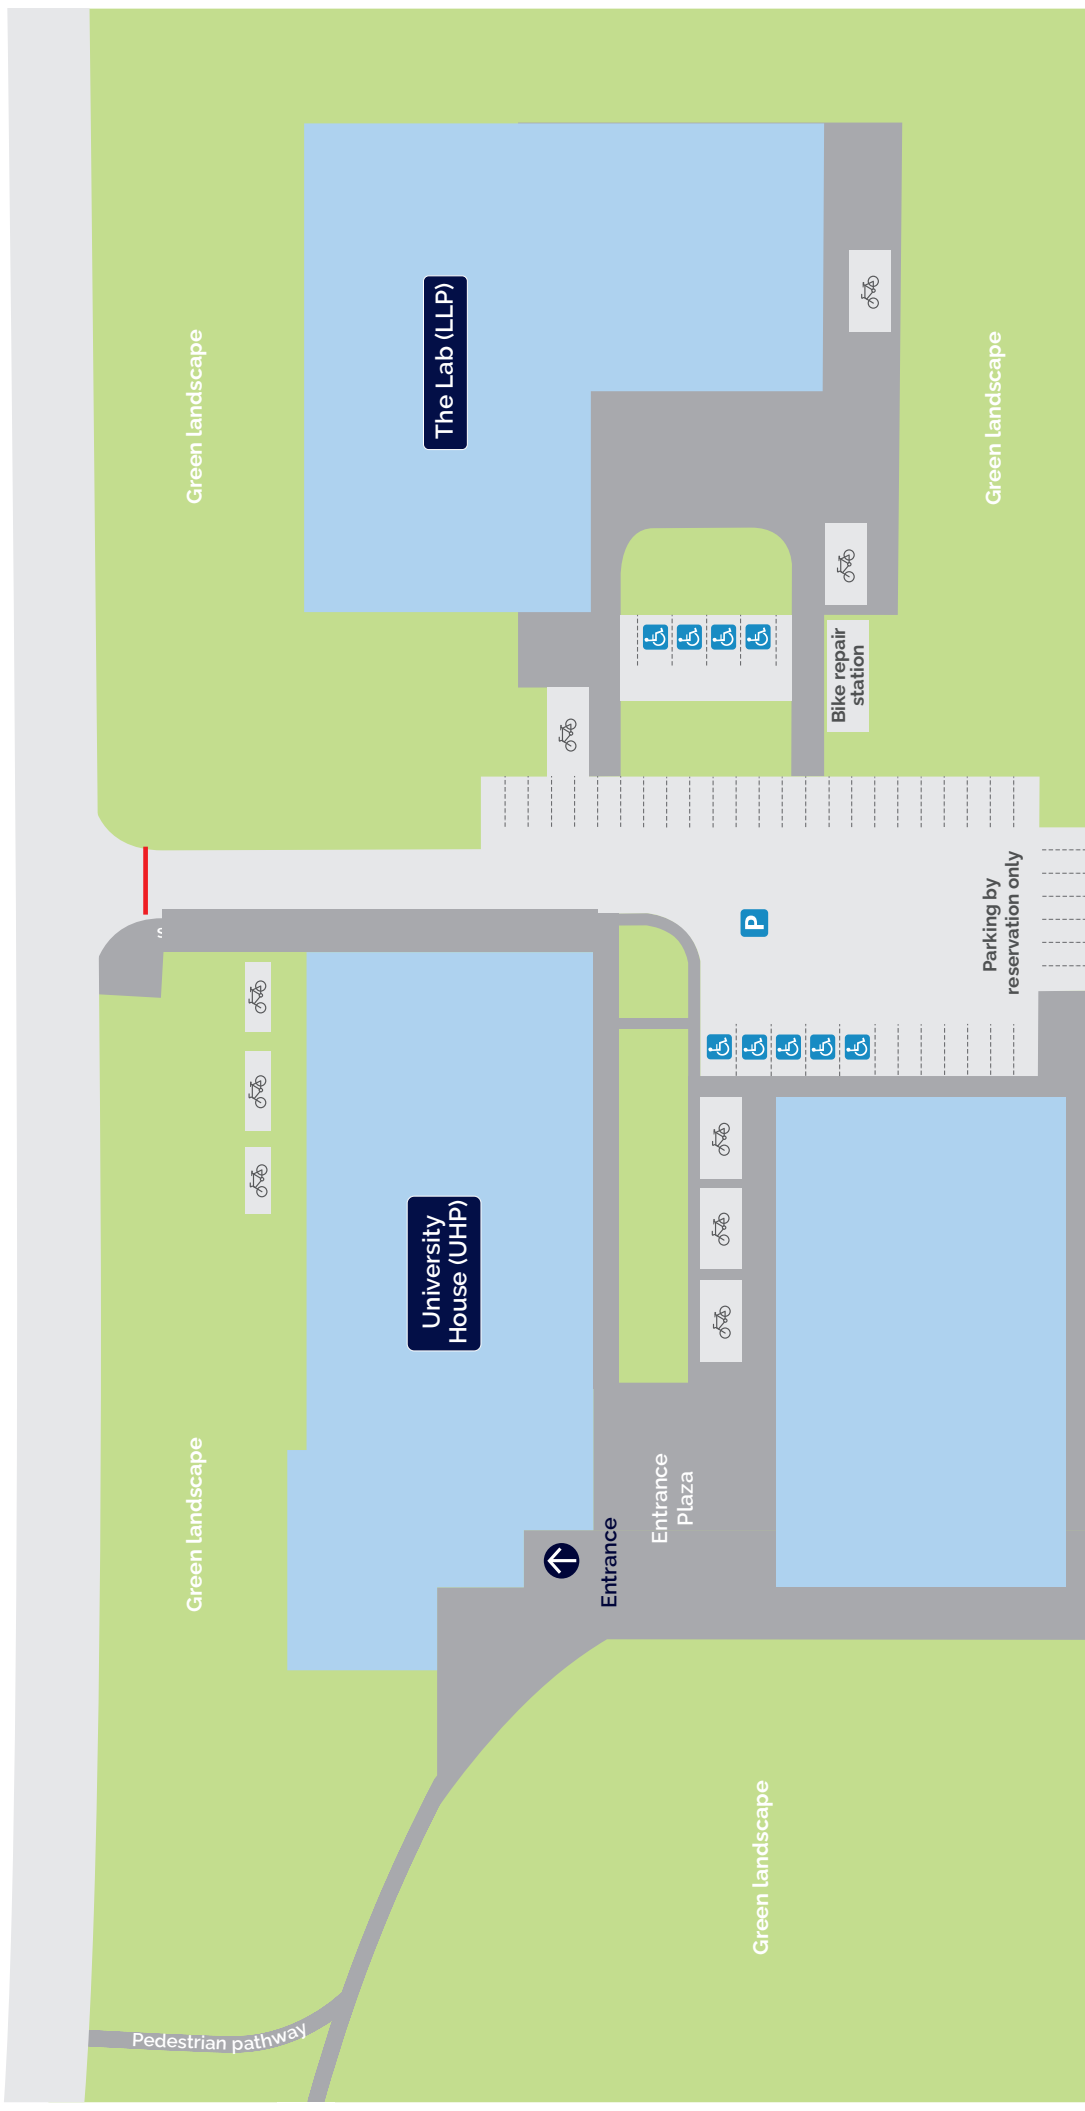 Green landscape
The Lab (LLP)
Green landscape
Bike repair
station
P
Parking by
reservation only
University
House (UHP)
Green landscape
Entrance
Plaza
Entrance
Green landscape
Pedestrian pathway